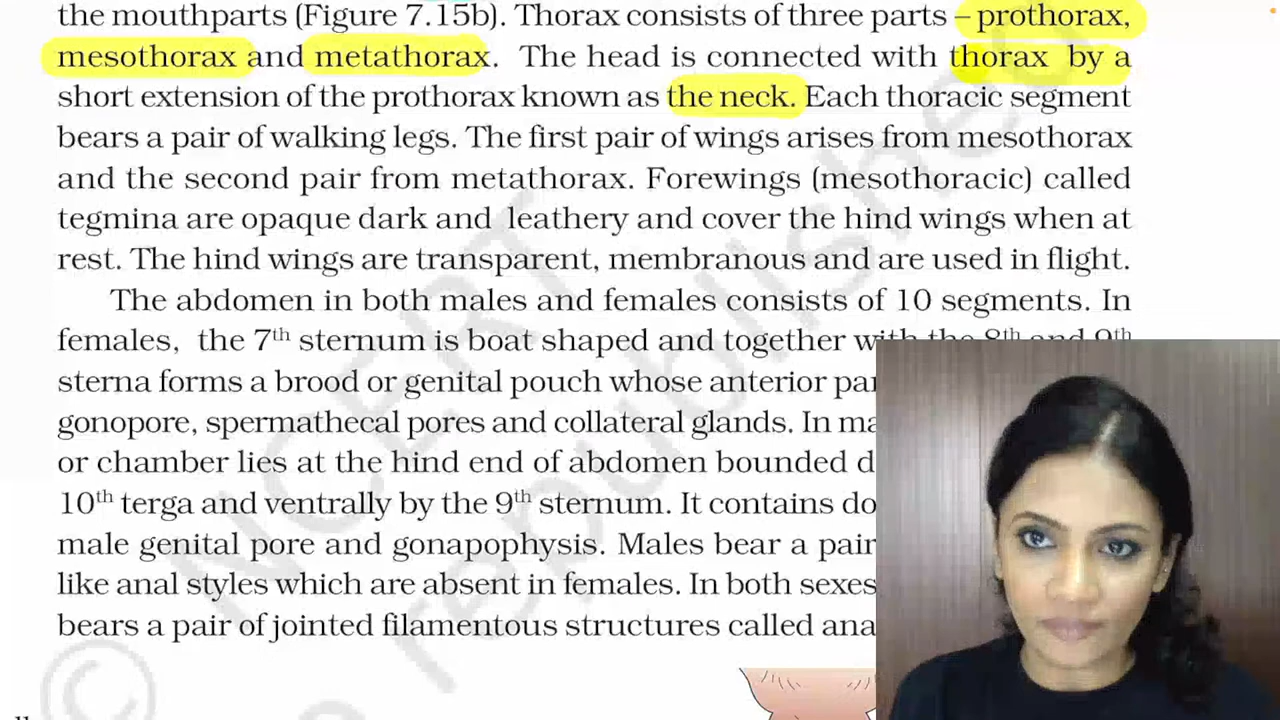 the mouthparts (Figure 7.15b). Thorax consists of three parts – prothorax,
mesothorax and metathorax. The head is connected with thorax by a
short extension of the prothorax known as the neck. Each thoracic segment
bears a pair of walking legs. The first pair of wings arises from mesothorax
and the second pair from metathorax. Forewings (mesothoracic) called
tegmina are opaque dark and leathery and cover the hind wings when at
rest. The hind wings are transparent, membranous and are used in flight.
The abdomen in both males and females consists of 10 segments. In
females, the 7th sternum is boat shaped and together with the 8th and 9th
sterna forms a brood or genital pouch whose anterior
gonopore, spermathecal pores and collateral glands. In
or chamber lies at the hind end of abdomen bounded
10th terga and ventrally by the 9th sternum. It contains
male genital pore and gonapophysis. Males bear a pair
like anal styles which are absent in females. In both sexes
bears a pair of jointed filamentous structures called
© NCERT
republished